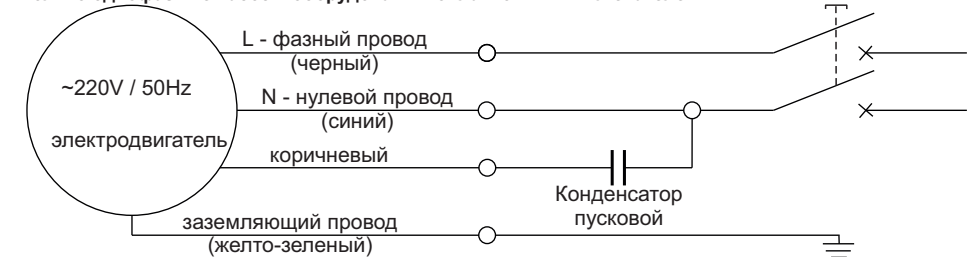 L - фазный провод
(черный)
~220V / 50Hz
N - нулевой провод
(синий)
электродвигатель
коричневый
Конденсатор
пусковой
заземляющий провод
(желто-зеленый)